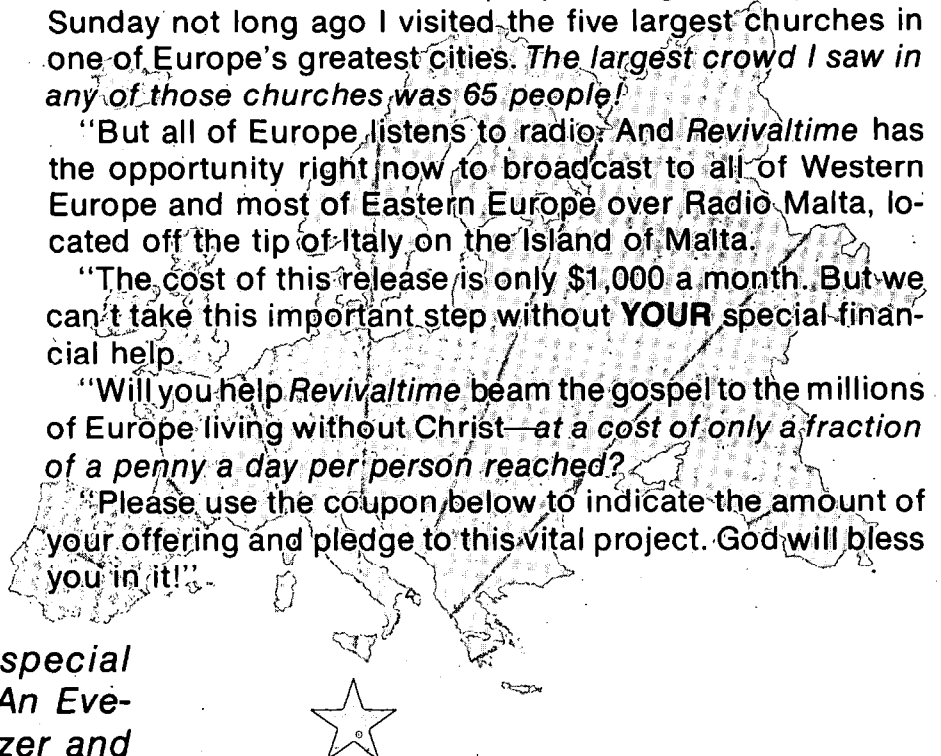 Sunday not long ago I visited the five largest churches in
one of Europe's greatest cities. The largest crowd I saw in
any of those churches was 65 people!
"But all of Europe listens to radio. And Revivaltime has
the opportunity right now to broadcast to all of Western
Europe and most of Eastern Europe over Radio Malta, lo-
cated off the tip of Italy on the Island of Malta.
"The cost of this release is only $1,000 a month. But we
can't take this important step without YOUR special finan-
cial help.
"Will you help Revivaltime beam the gospel to the millions
of Europe living without Christ—at a cost of only a fraction
of a penny a day per person reached?
"Please use the coupon below to indicate the amount of
your offering and pledge to this vital project. God will bless
you in it!"
special
An Eve-
zer and